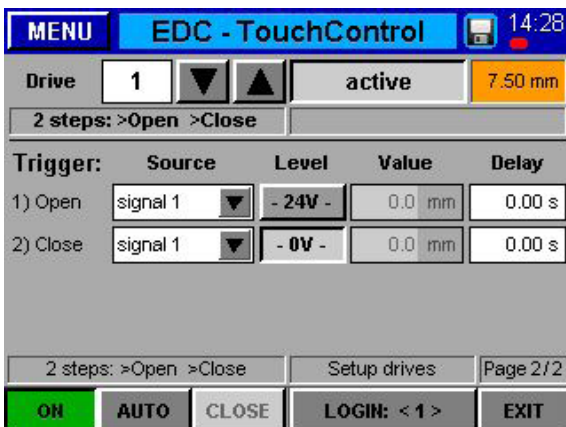 MENU EDC - TouchControl 14:28
Drive 1 active 7.50 mm
2 steps: >Open >Close
Trigger: Source Level Value Delay
1) Open signal 1 - 24V - 0.0 mm 0.00 s
2) Close signal 1 - 0V - 0.0 mm 0.00 s
2 steps: >Open >Close Setup drives Page 2/2
ON AUTO CLOSE LOGIN: < 1 > EXIT